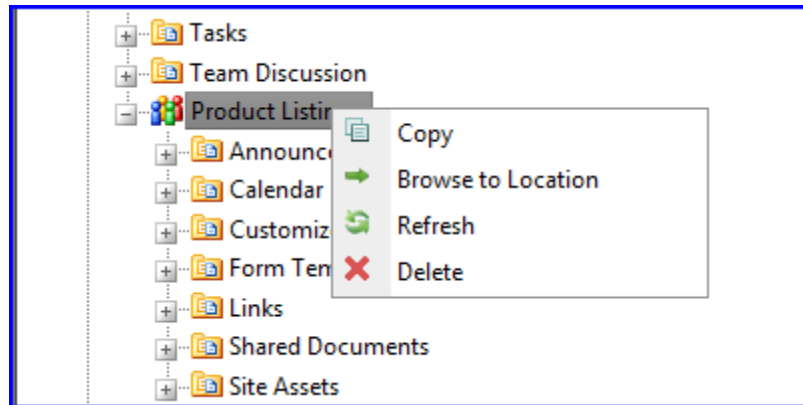 Tasks
Team Discussion
Product Listin
Copy
Announc
Browse to Location
Calendar
Customiz
Refresh
Form Tem
Delete
Links
Shared Documents
Site Assets